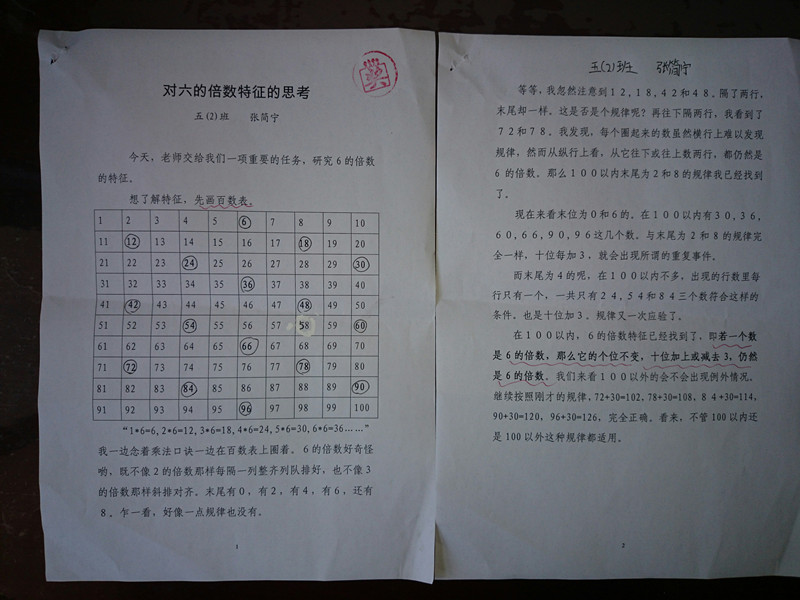 对六的倍数特征的思考
奖
五(2)班 张简宁
今天，老师交给我们一项重要的任务，研究6的倍数
的特征。
想了解特征，先画百数表。
1 2 3 4 5 6 7 8 9 10
11 12 13 14 15 16 17 18 19 20
21 22 23 24 25 26 27 28 29 30
31 32 33 34 35 36 37 38 39 40
41 42 43 44 45 46 47 48 49 50
51 52 53 54 55 56 57 58 59 60
61 62 63 64 65 66 67 68 69 70
71 72 73 74 75 76 77 78 79 80
81 82 83 84 85 86 87 88 89 90
91 92 93 94 95 96 97 98 99 100
“1*6=6，2*6=12，3*6=18，4*6=24，5*6=30，6*6=36……”
我一边念着乘法口诀一边在百数表上圈着。6的倍数好奇怪
哟，既不像2的倍数那样每隔一列整齐列队排好，也不像3
的倍数那样斜排对齐。末尾有0，有2，有4，有6，还有
8。乍一看，好像一点规律也没有。
1
五(2)班 张简宁
等等，我忽然注意到12，18，42和48。隔了两行，
末尾却一样。这是否是个规律呢？再往下隔两行，我看到了
72和78。我发现，每个圈起来的数虽然横行上难以发现
规律，然而从纵行上看，从它往下或往上数两行，都仍然是
6的倍数。那么100以内末尾为2和8的规律我已经找到
了。
现在来看末位为0和6的。在100以内有30，36，
60，66，90，96这几个数。与末尾为2和8的规律完
全一样，十位每加3，就会出现所谓的重复事件。
而末尾为4的呢，在100以内不多。出现的行数里每
行只有一个，一共只有24，54和84三个数符合这样的
条件。也是十位加3。规律又一次应验了。
在100以内，6的倍数特征已经找到了。即若一个数
是6的倍数，那么它的个位不变，十位加上或减去3，仍然
是6的倍数。我们来看100以外的会不会出现例外情况。
继续按照刚才的规律，72+30=102，78+30=108，84+30=114，
90+30=120，96+30=126，完全正确。看来，不管100以内还
是100以外这种规律都适用。
2